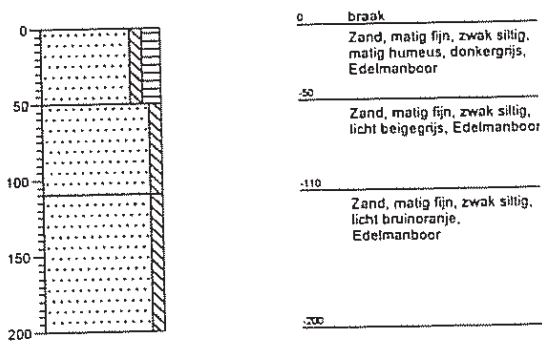 0
50
100
150
200
0 braak
Zand, matig fijn, zwak siltig,
matig humeus, donkergrijs,
Edelmanboor
-50
Zand, matig fijn, zwak siltig,
licht beigegrijs, Edelmanboor
-110
Zand, matig fijn, zwak siltig,
licht bruinoranje,
Edelmanboor
-200